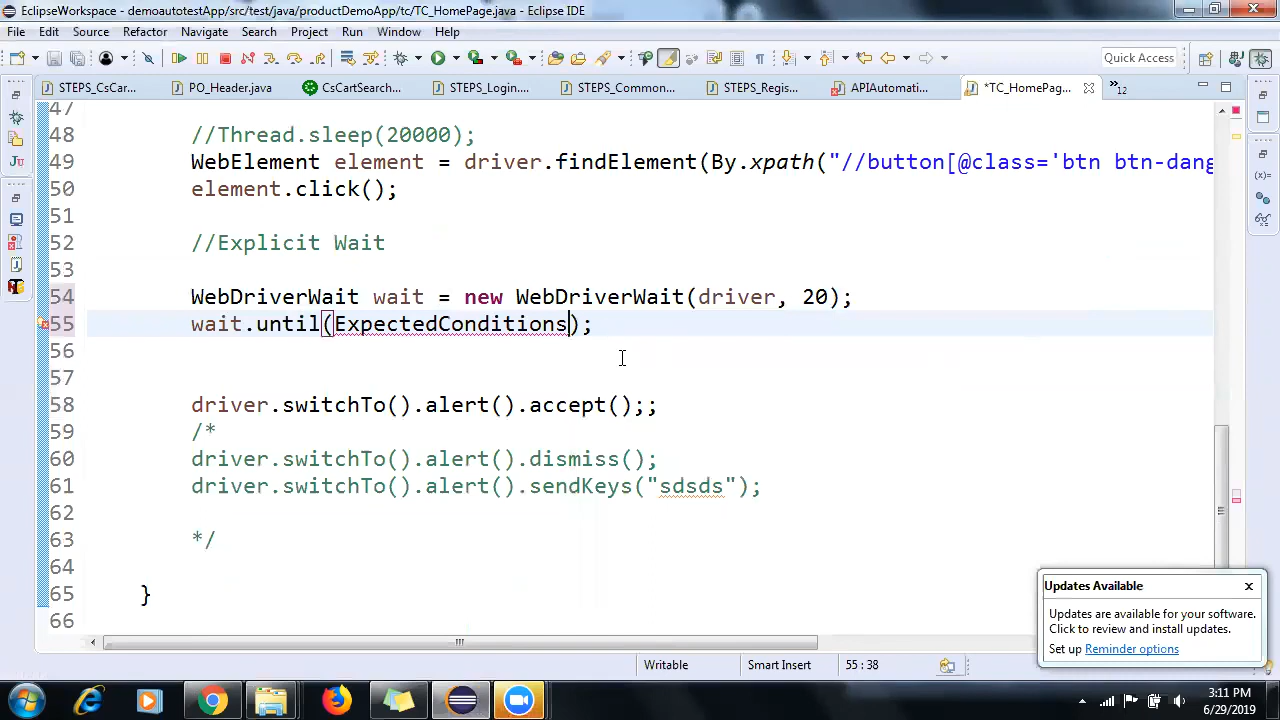 EclipseWorkspace - demoautotestApp/src/test/java/productDemoApp/tc/TC_HomePage.java - Eclipse IDE
File Edit Source Refactor Navigate Search Project Run Window Help
Quick Access
STEPS_CsCar... PO_Header.java CsCartSearch... STEPS_Login.... STEPS_Common... STEPS_Regis... APIAutomati... *TC_HomePag... »12
47
48 //Thread.sleep(20000);
49 WebElement element = driver.findElement(By.xpath("//button[@class='btn btn-dang
50 element.click();
51
52 //Explicit Wait
53
54 WebDriverWait wait = new WebDriverWait(driver, 20);
55 wait.until(ExpectedConditions);
56
57
58 driver.switchTo().alert().accept();;
59 /*
60 driver.switchTo().alert().dismiss();
61 driver.switchTo().alert().sendKeys("sdsds");
62
63 */
64
65 }
66
Updates Available
Updates are available for your software.
Click to review and install updates.
Set up Reminder options
Writable Smart Insert 55 : 38
3:11 PM
6/29/2019